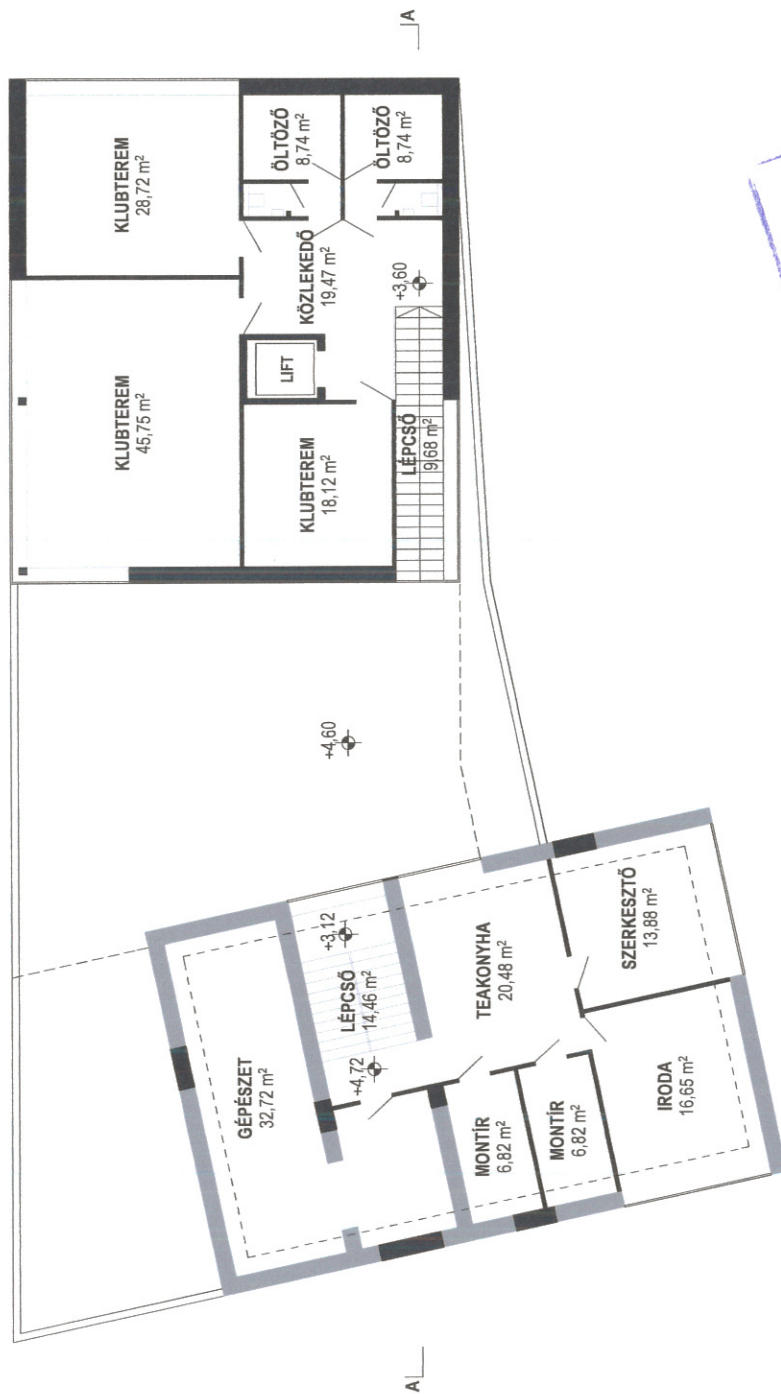 A
KLUBTEREM
28,72 m²
ÖLTÖZŐ
8,74 m²
ÖLTÖZŐ
8,74 m²
KÖZLEKEDŐ
19,47 m²
+3,60
KLUBTEREM
45,75 m²
LIFT
KLUBTEREM
18,12 m²
LÉPCSŐ
9,68 m²
+4,60
GÉPÉSZET
32,72 m²
LÉPCSŐ
14,46 m²
+3,12
+4,72
TEAKONYHA
20,48 m²
SZERKESZTŐ
13,88 m²
MONTÍR
6,82 m²
MONTÍR
6,82 m²
IRODA
16,65 m²
A